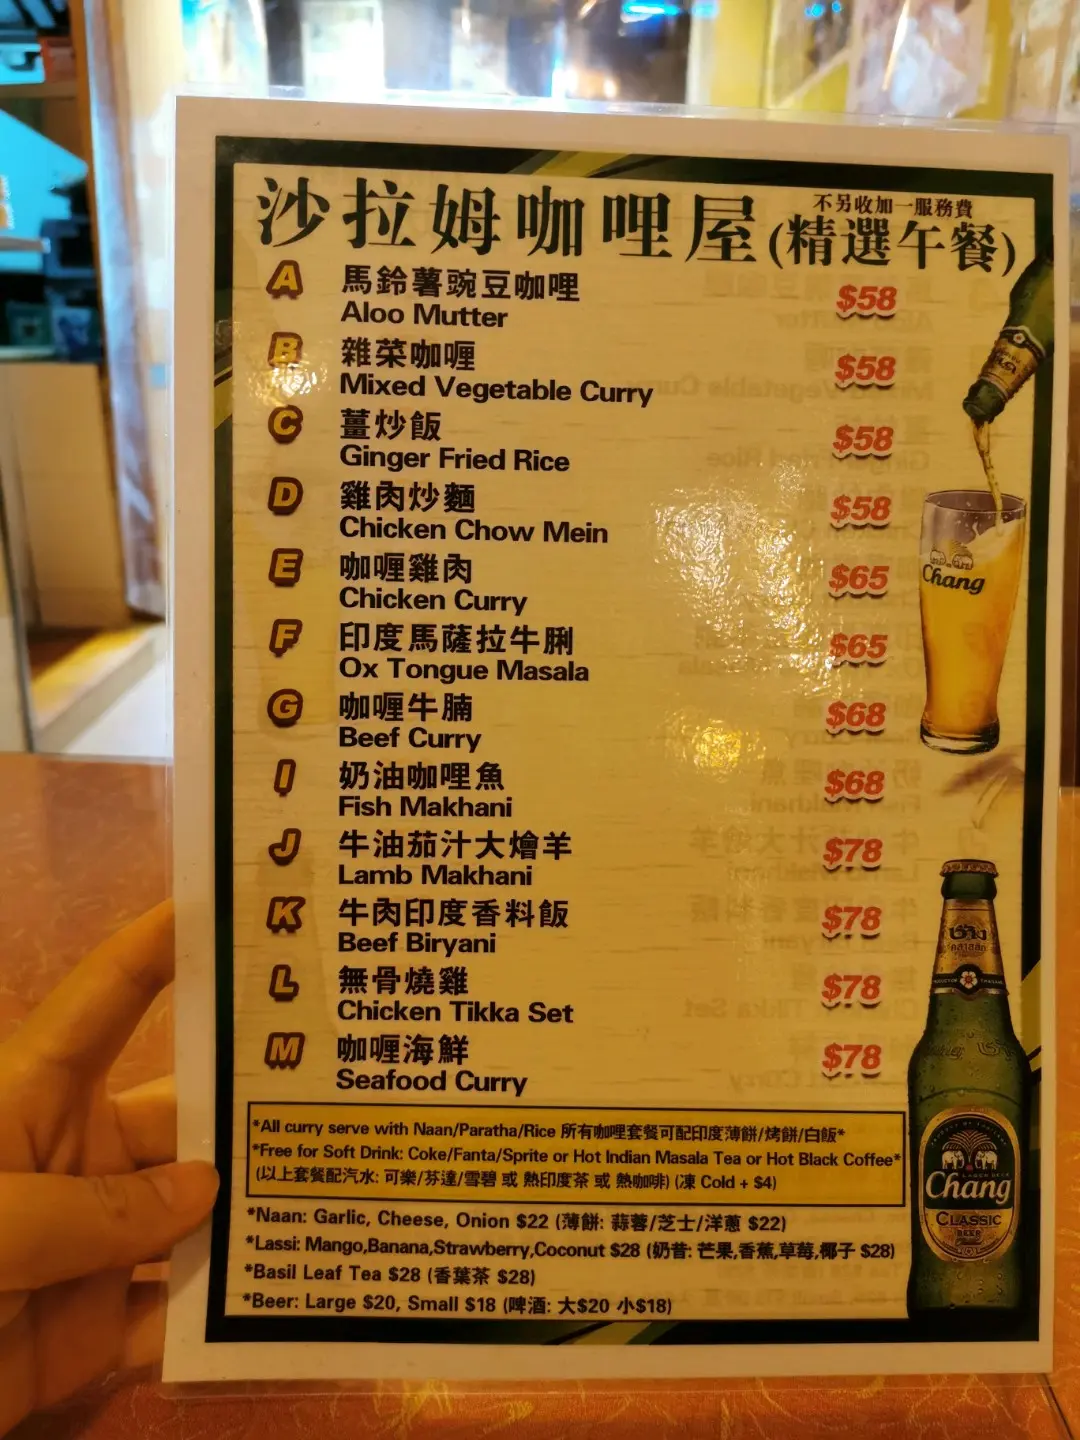 沙拉姆咖哩屋(精選午餐)
不另收加一服務費
A 馬鈴薯豌豆咖哩 $58
Aloo Mutter
B 雜菜咖喱 $58
Mixed Vegetable Curry
C 薑炒飯 $58
Ginger Fried Rice
D 雞肉炒麵 $58
Chicken Chow Mein
E 咖喱雞肉 $65
Chicken Curry
F 印度馬薩拉牛脷 $65
Ox Tongue Masala
G 咖喱牛腩 $68
Beef Curry
I 奶油咖哩魚 $68
Fish Makhani
J 牛油茄汁大燴羊 $78
Lamb Makhani
K 牛肉印度香料飯 $78
Beef Biryani
L 無骨燒雞 $78
Chicken Tikka Set
M 咖喱海鮮 $78
Seafood Curry
*All curry serve with Naan/Paratha/Rice 所有咖哩套餐可配印度薄餅/烤餅/白飯*
*Free for Soft Drink: Coke/Fanta/Sprite or Hot Indian Masala Tea or Hot Black Coffee*
(以上套餐配汽水: 可樂/芬達/雪碧 或 熱印度茶 或 熱咖啡) (凍 Cold + $4)
*Naan: Garlic, Cheese, Onion $22 (薄餅: 蒜蓉/芝士/洋蔥 $22)
*Lassi: Mango,Banana,Strawberry,Coconut $28 (奶昔: 芒果,香蕉,草莓,椰子 $28)
*Basil Leaf Tea $28 (香葉茶 $28)
*Beer: Large $20, Small $18 (啤酒: 大$20 小$18)
Chang
ช้าง
คลาสสิก
Chang
CLASSIC
BEER